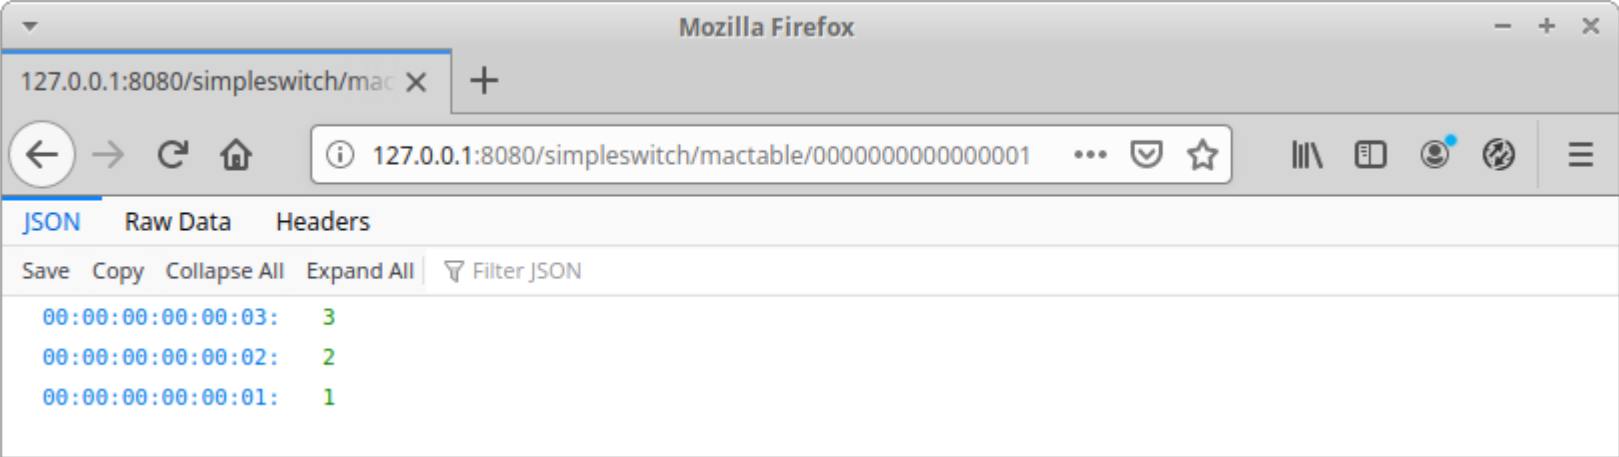 Mozilla Firefox
127.0.0.1:8080/simpleswitch/mac
127.0.0.1:8080/simpleswitch/mactable/0000000000000001
JSON Raw Data Headers
Save Copy Collapse All Expand All Filter JSON
00:00:00:00:00:03: 3
00:00:00:00:00:02: 2
00:00:00:00:00:01: 1